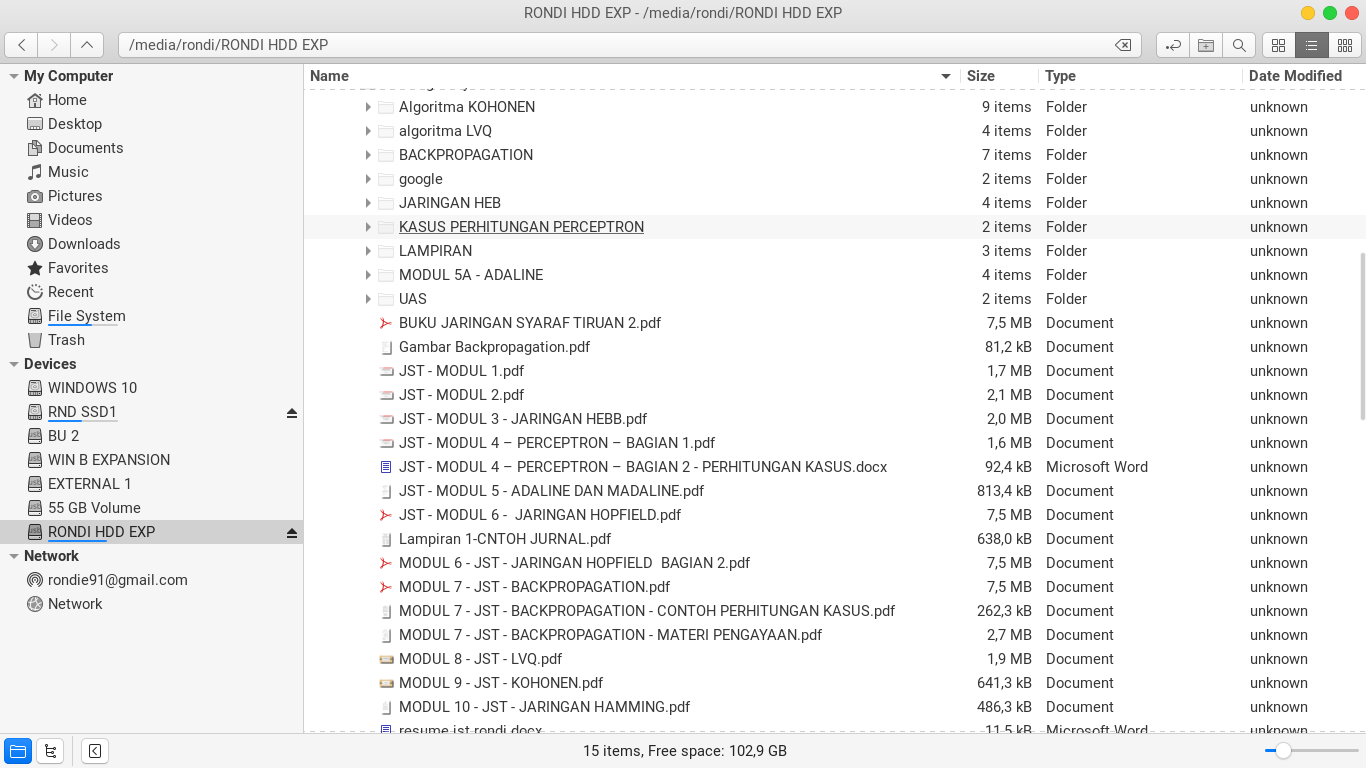 RONDI HDD EXP - /media/rondi/RONDI HDD EXP
/media/rondi/RONDI HDD EXP
My Computer
Home
Desktop
Documents
Music
Pictures
Videos
Downloads
Favorites
Recent
File System
Trash
Devices
WINDOWS 10
RND SSD1
BU 2
WIN B EXPANSION
EXTERNAL 1
55 GB Volume
RONDI HDD EXP
Network
rondie91@gmail.com
Network
Name Size Type Date Modified
Algoritma KOHONEN 9 items Folder unknown
algoritma LVQ 4 items Folder unknown
BACKPROPAGATION 7 items Folder unknown
google 2 items Folder unknown
JARINGAN HEB 4 items Folder unknown
KASUS PERHITUNGAN PERCEPTRON 2 items Folder unknown
LAMPIRAN 3 items Folder unknown
MODUL 5A - ADALINE 4 items Folder unknown
UAS 2 items Folder unknown
BUKU JARINGAN SYARAF TIRUAN 2.pdf 7,5 MB Document unknown
Gambar Backpropagation.pdf 81,2 kB Document unknown
JST - MODUL 1.pdf 1,7 MB Document unknown
JST - MODUL 2.pdf 2,1 MB Document unknown
JST - MODUL 3 - JARINGAN HEBB.pdf 2,0 MB Document unknown
JST - MODUL 4 – PERCEPTRON – BAGIAN 1.pdf 1,6 MB Document unknown
JST - MODUL 4 – PERCEPTRON – BAGIAN 2 - PERHITUNGAN KASUS.docx 92,4 kB Microsoft Word unknown
JST - MODUL 5 - ADALINE DAN MADALINE.pdf 813,4 kB Document unknown
JST - MODUL 6 -  JARINGAN HOPFIELD.pdf 7,5 MB Document unknown
Lampiran 1-CNTOH JURNAL.pdf 638,0 kB Document unknown
MODUL 6 - JST - JARINGAN HOPFIELD  BAGIAN 2.pdf 7,5 MB Document unknown
MODUL 7 - JST - BACKPROPAGATION.pdf 7,5 MB Document unknown
MODUL 7 - JST - BACKPROPAGATION - CONTOH PERHITUNGAN KASUS.pdf 262,3 kB Document unknown
MODUL 7 - JST - BACKPROPAGATION - MATERI PENGAYAAN.pdf 2,7 MB Document unknown
MODUL 8 - JST - LVQ.pdf 1,9 MB Document unknown
MODUL 9 - JST - KOHONEN.pdf 641,3 kB Document unknown
MODUL 10 - JST - JARINGAN HAMMING.pdf 486,3 kB Document unknown
resume jst rondi.docx 11,5 kB Microsoft Word unknown
15 items, Free space: 102,9 GB